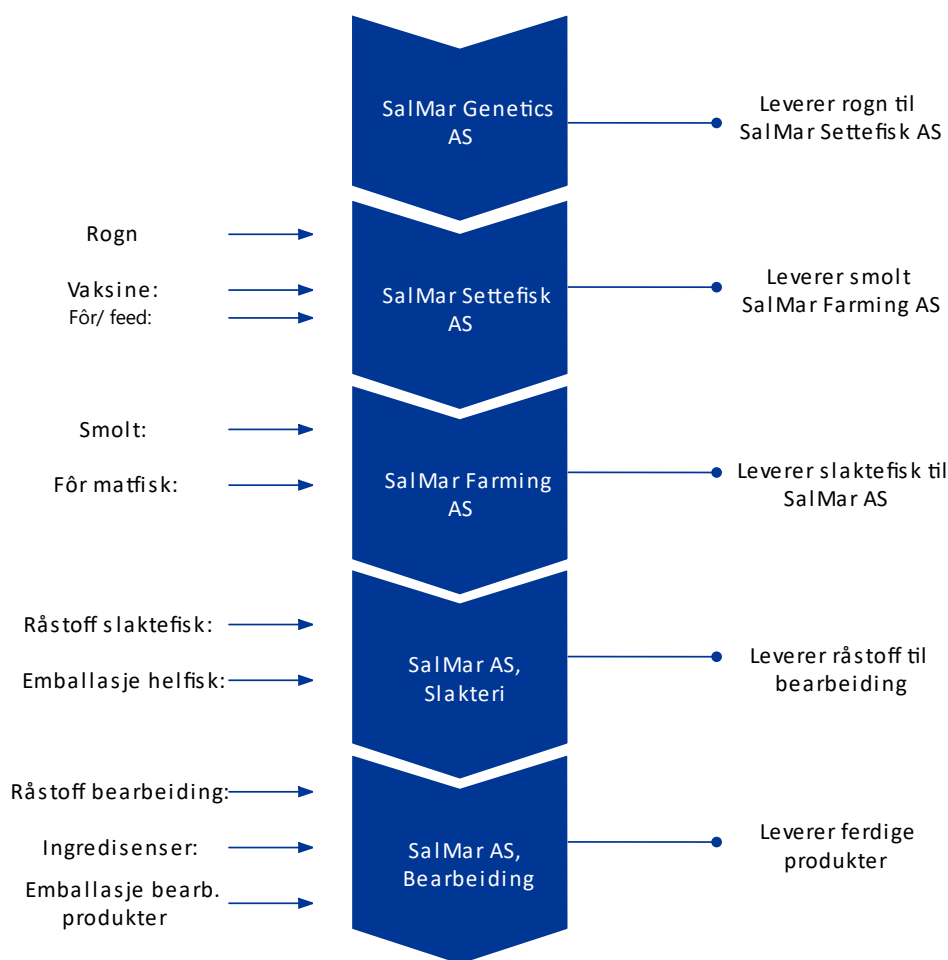 SalMar Genetics
AS
Leverer rogn til
SalMar Settefisk AS
Rogn
Vaksine:
Fôr/ feed:
SalMar Settefisk
AS
Leverer smolt
SalMar Farming AS
Smolt:
Fôr matfisk:
SalMar Farming
AS
Leverer slaktefisk til
SalMar AS
Råstoff slaktefisk:
Emballasje helfisk:
SalMar AS,
Slakteri
Leverer råstoff til
bearbeiding
Råstoff bearbeiding:
Ingredisenser:
Emballasje bearb.
produkter
SalMar AS,
Bearbeiding
Leverer ferdige
produkter